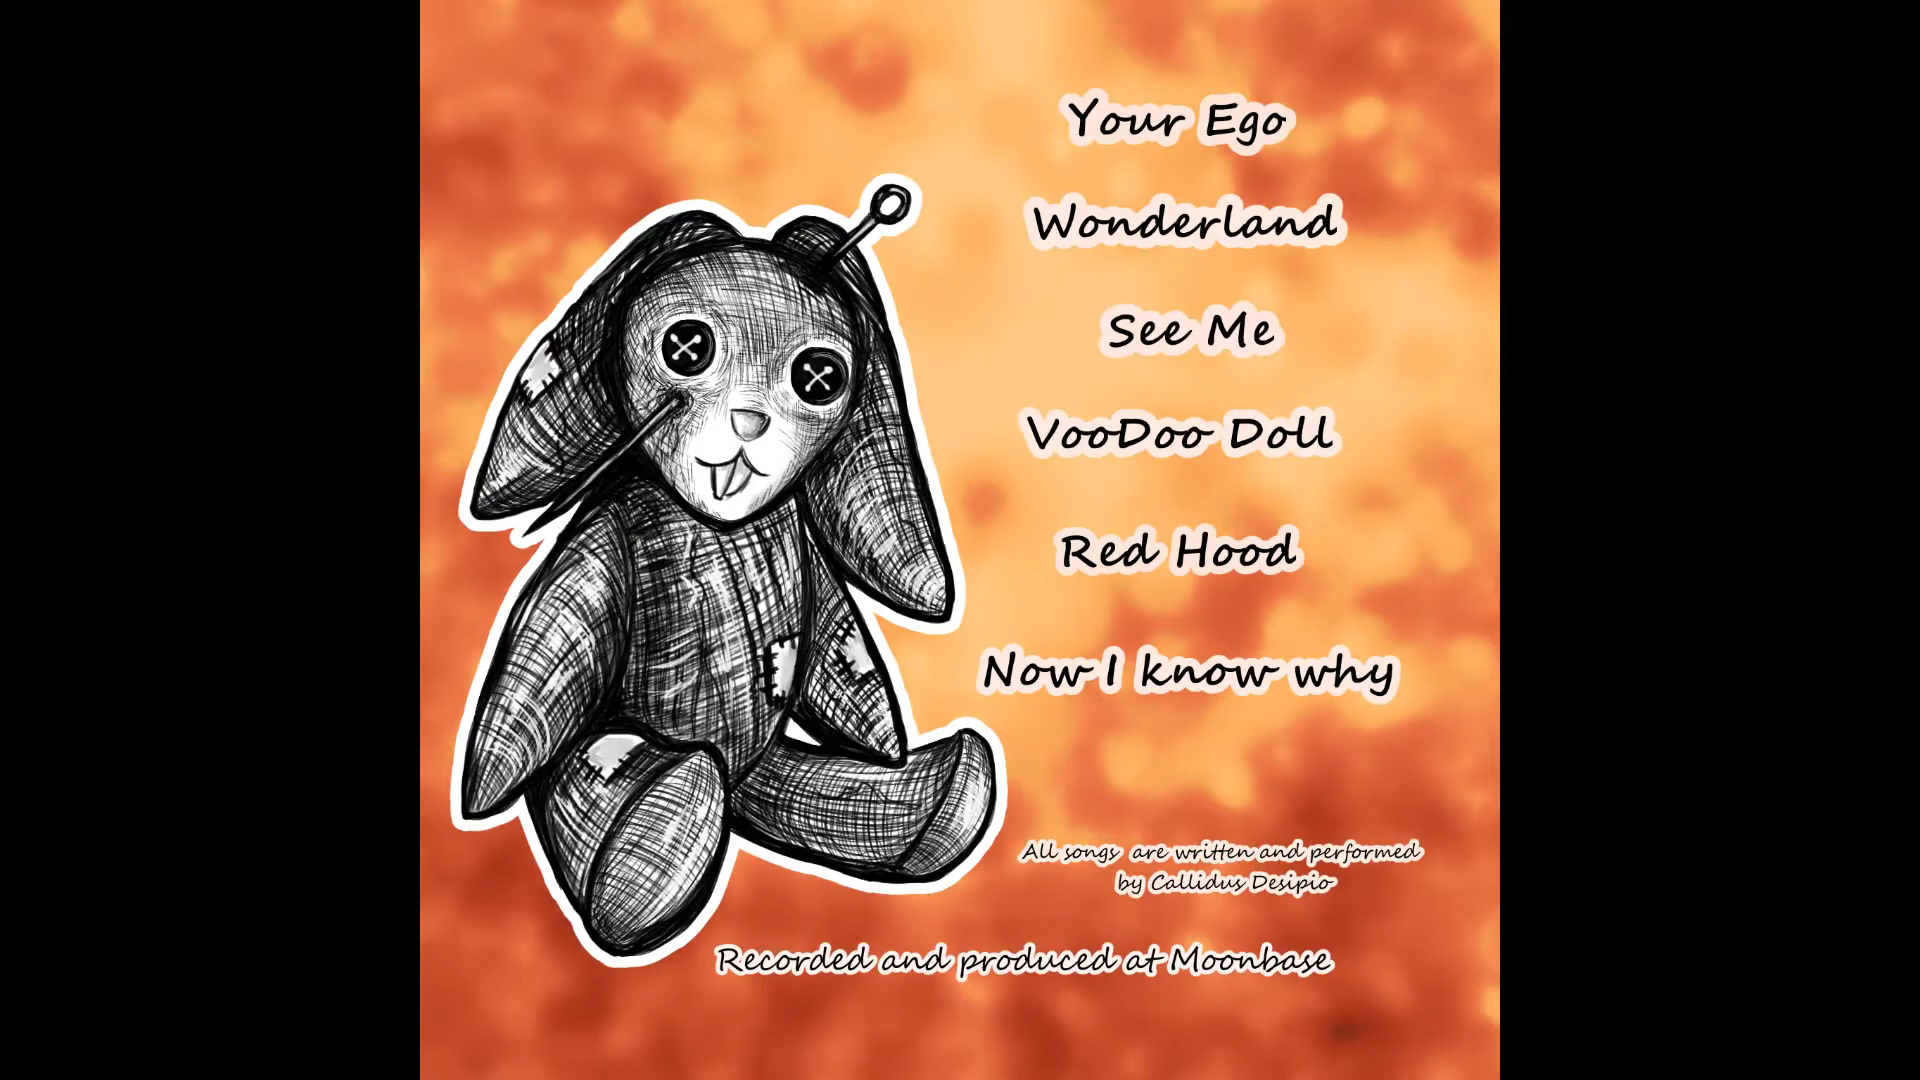 Your Ego
Wonderland
See Me
VooDoo Doll
Red Hood
Now I know why
All songs are written and performed
by Callidus Desipio
Recorded and produced at Moonbase